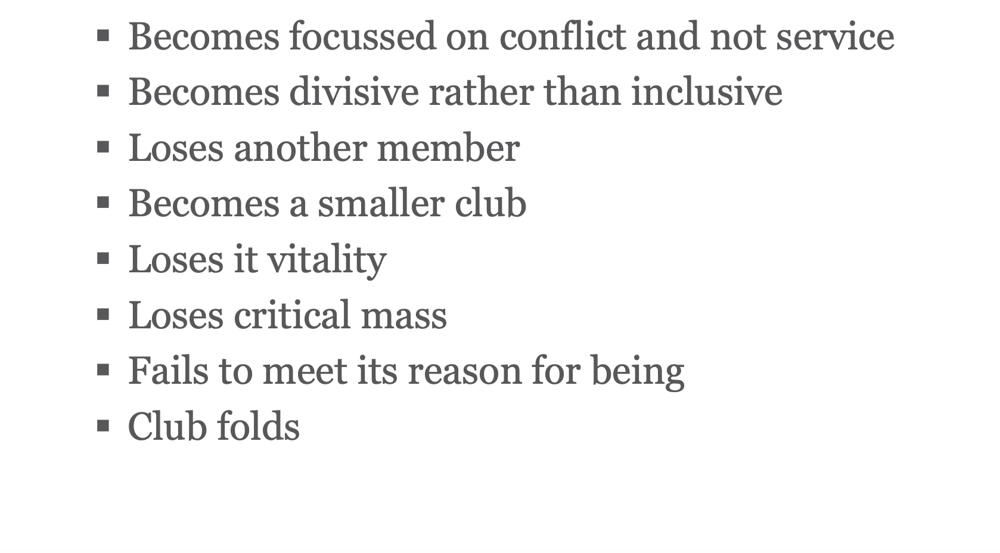 ▪ Becomes focussed on conflict and not service
▪ Becomes divisive rather than inclusive
▪ Loses another member
▪ Becomes a smaller club
▪ Loses it vitality
▪ Loses critical mass
▪ Fails to meet its reason for being
▪ Club folds